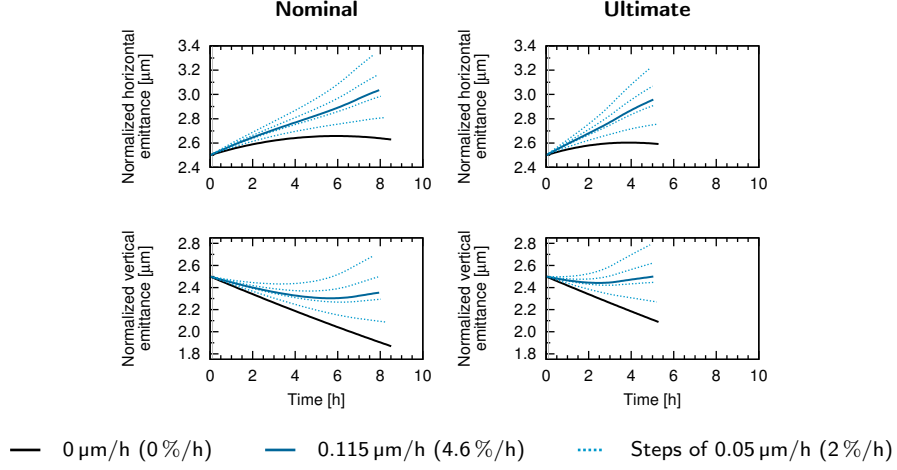 Nominal
Ultimate
Normalized horizontal
emittance [µm]
3.4
3.2
3.0
2.8
2.6
2.4
0 2 4 6 8 10
Normalized horizontal
emittance [µm]
3.4
3.2
3.0
2.8
2.6
2.4
0 2 4 6 8 10
Normalized vertical
emittance [µm]
2.8
2.6
2.4
2.2
2.0
1.8
0 2 4 6 8 10
Time [h]
Normalized vertical
emittance [µm]
2.8
2.6
2.4
2.2
2.0
1.8
0 2 4 6 8 10
Time [h]
0 µm/h (0 %/h) 0.115 µm/h (4.6 %/h) Steps of 0.05 µm/h (2 %/h)